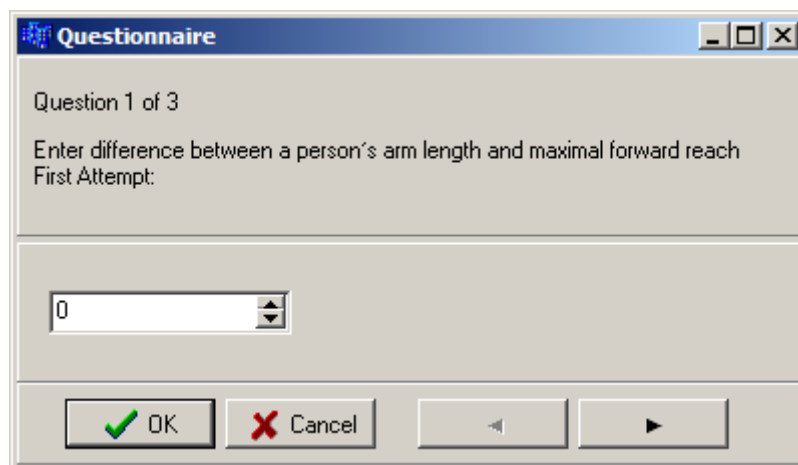 Questionnaire
Question 1 of 3
Enter difference between a person´s arm length and maximal forward reach
First Attempt:
0
OK
Cancel